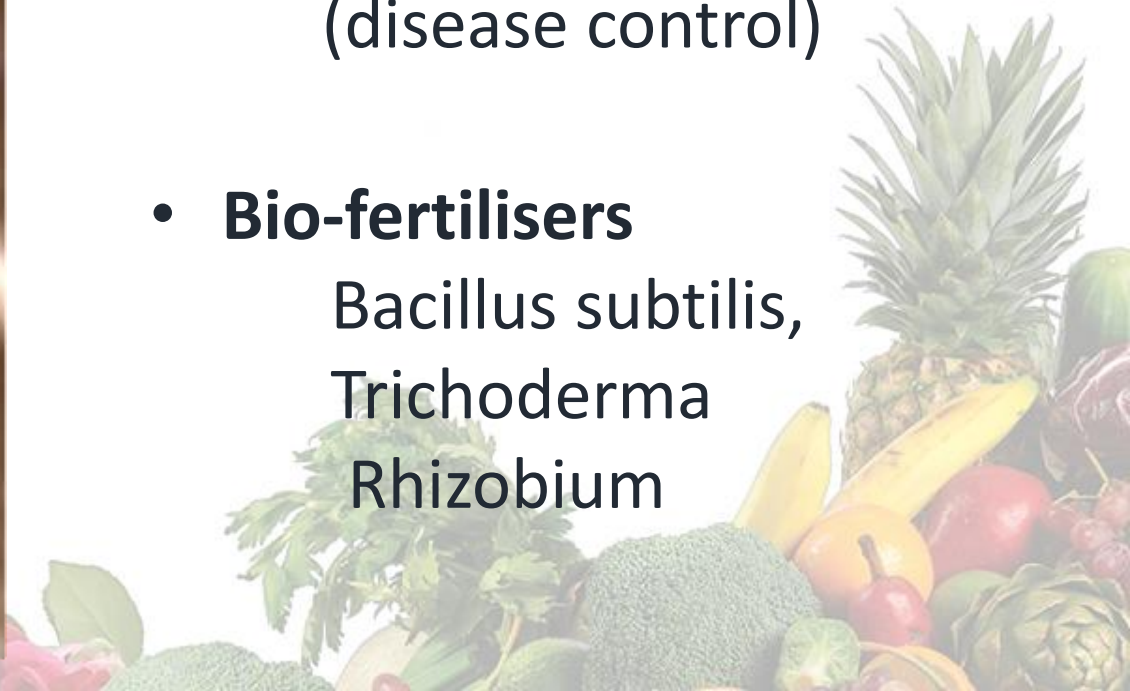 (disease control)
• Bio-fertilisers
Bacillus subtilis,
Trichoderma
Rhizobium